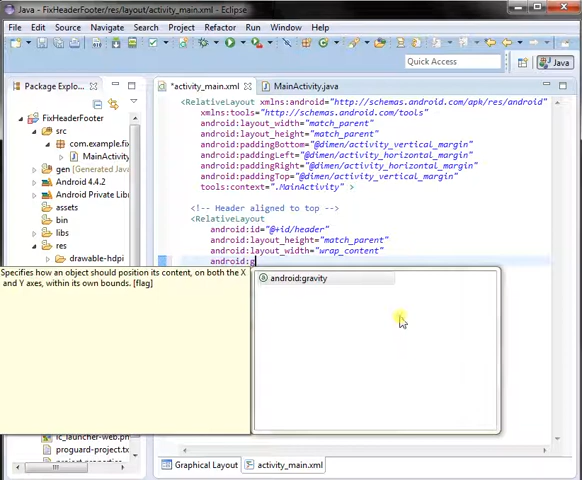 Java - FixHeaderFooter/res/layout/activity_main.xml - Eclipse
File Edit Source Navigate Search Project Refactor Run Window Help
Quick Access
Java
Package Explo...
*activity_main.xml
MainActivity.java
FixHeaderFooter
src
com.example.fix
MainActivity
gen [Generated Java
Android 4.4.2
Android Private Libr
assets
bin
libs
res
drawable-hdpi
<RelativeLayout xmlns:android="http://schemas.android.com/apk/res/android"
xmlns:tools="http://schemas.android.com/tools"
android:layout_width="match_parent"
android:layout_height="match_parent"
android:paddingBottom="@dimen/activity_vertical_margin"
android:paddingLeft="@dimen/activity_horizontal_margin"
android:paddingRight="@dimen/activity_horizontal_margin"
android:paddingTop="@dimen/activity_vertical_margin"
tools:context=".MainActivity" >
<!-- Header aligned to top -->
<RelativeLayout
android:id="@+id/header"
android:layout_height="match_parent"
android:layout_width="wrap_content"
android:g
Specifies how an object should position its content, on both the X
and Y axes, within its own bounds. [flag]
android:gravity
ic_launcher-web.pn
proguard-project.txt
Graphical Layout
activity_main.xml